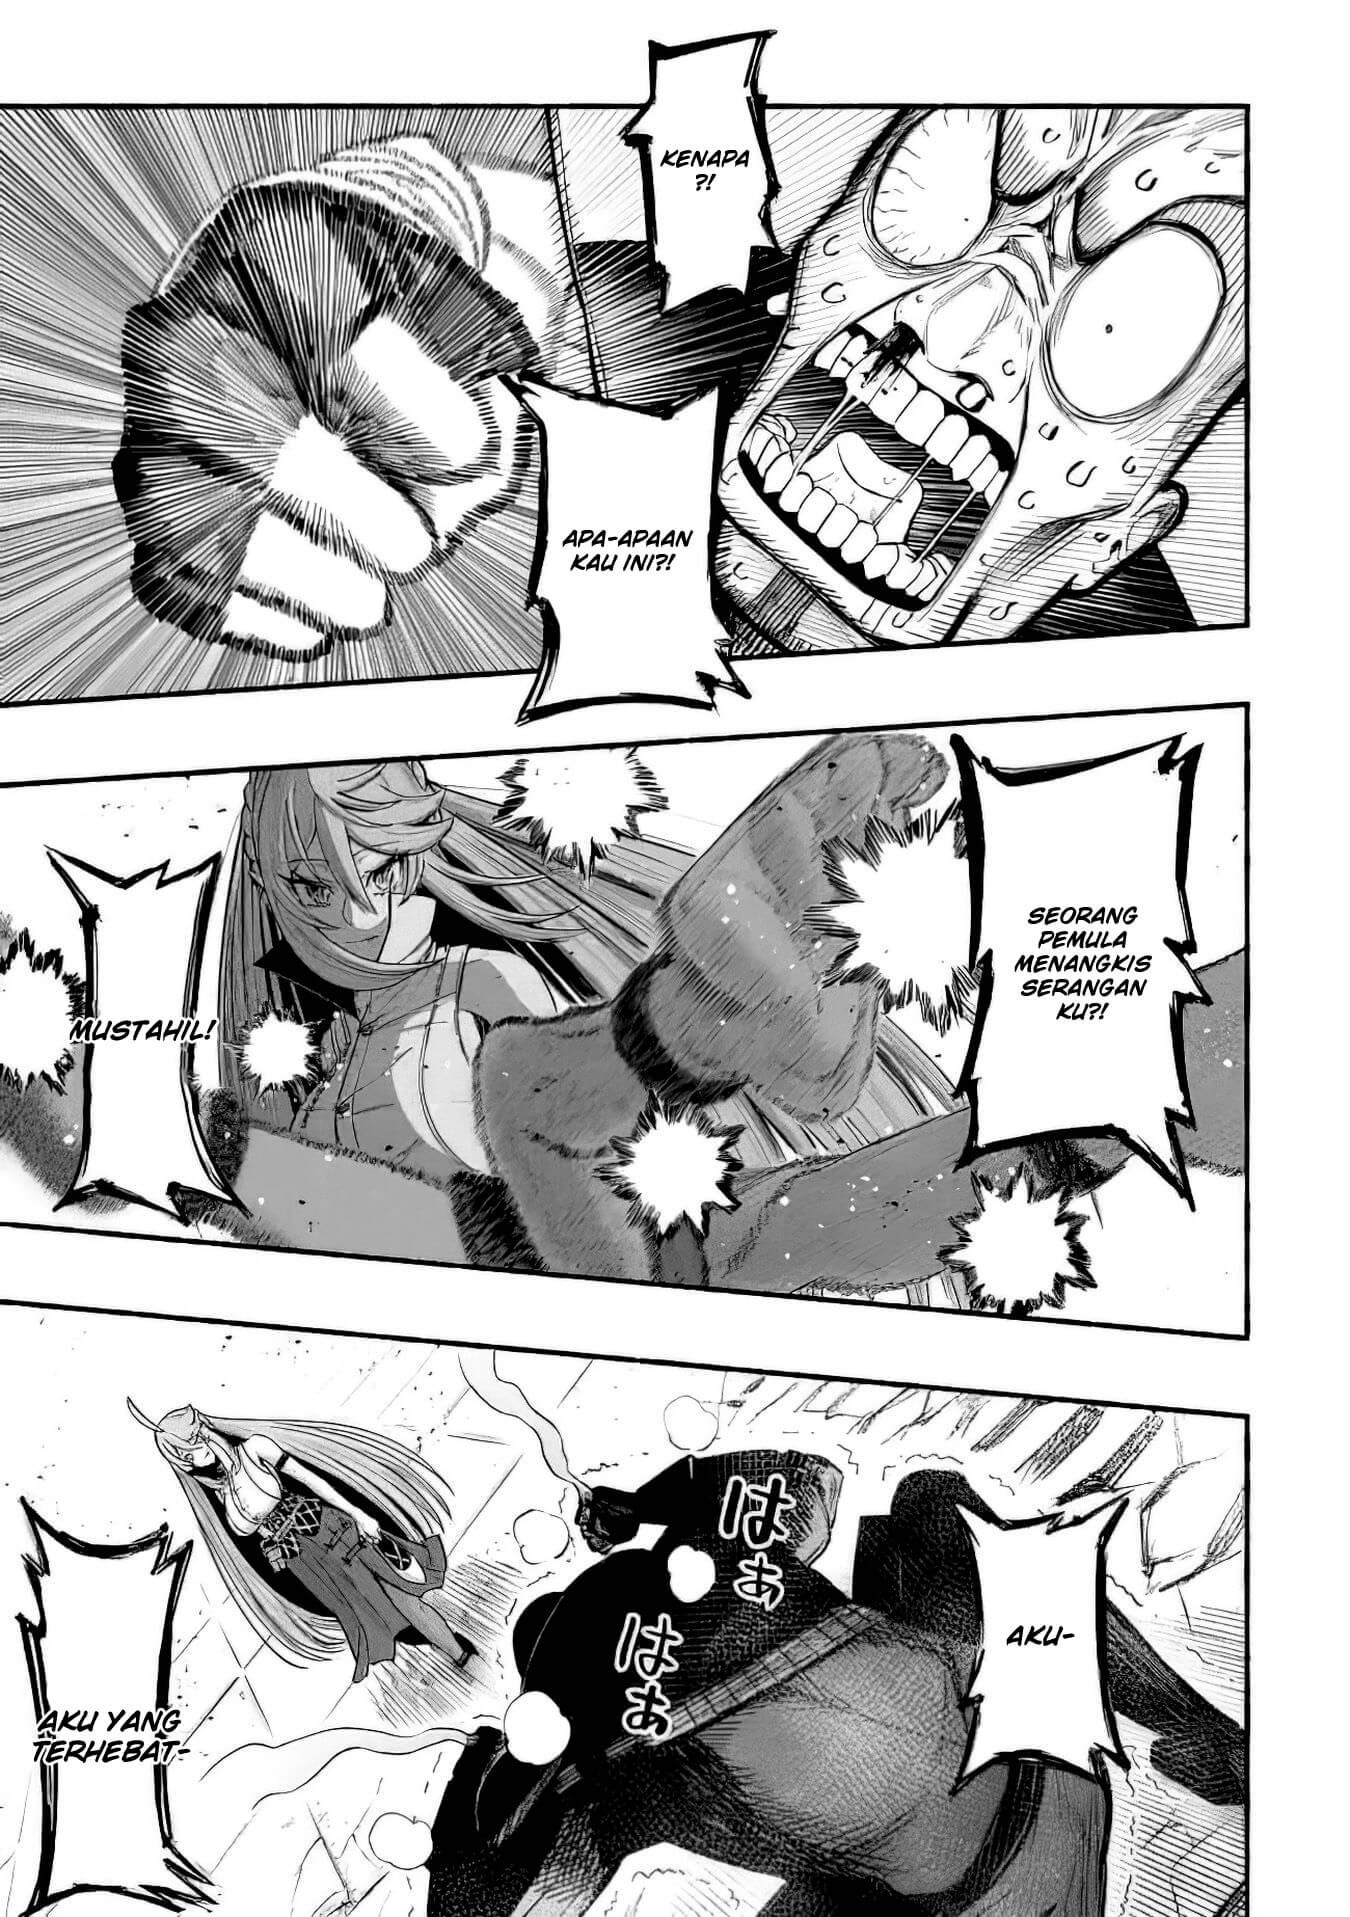 KENAPA
?!
APA-APAAN
KAU INI?!
SEORANG
PEMULA
MENANGKIS
SERANGAN
KU?!
MUSTAHIL!
AKU-
はぁ
はぁ
AKU YANG
TERHEBAT-